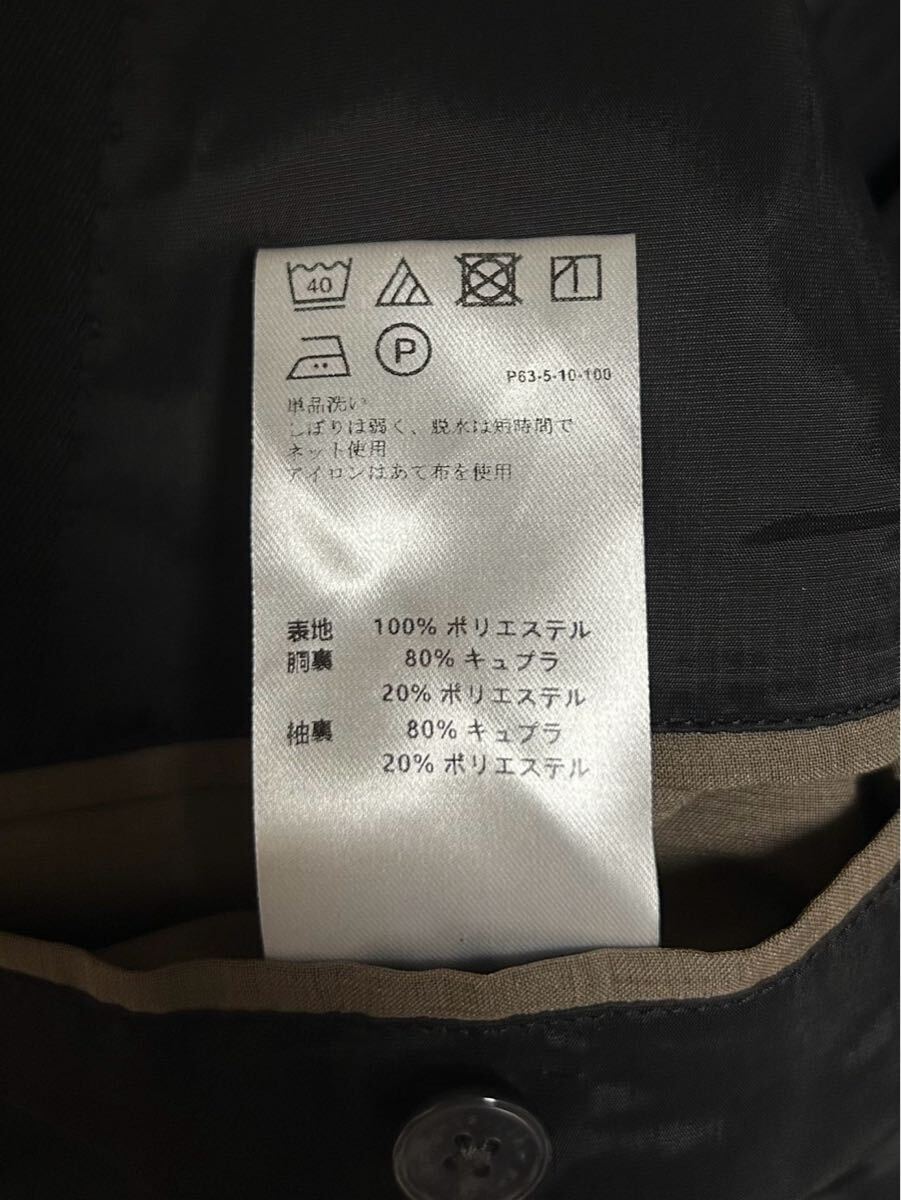 40
P
P63-5-10-100
単品洗い
しぼりは弱く、脱水は短時間で
ネット使用
アイロンはあて布を使用
表地 100% ポリエステル
胴裏 80% キュプラ
20% ポリエステル
袖裏 80% キュプラ
20% ポリエステル